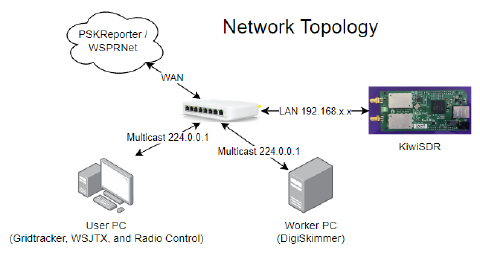 Network Topology
PSKReporter /
WSPRNet
WAN
LAN 192.168.x.x
KiwiSDR
Multicast 224.0.0.1
Multicast 224.0.0.1
User PC
(Gridtracker, WSJTX, and Radio Control)
Worker PC
(DigiSkimmer)